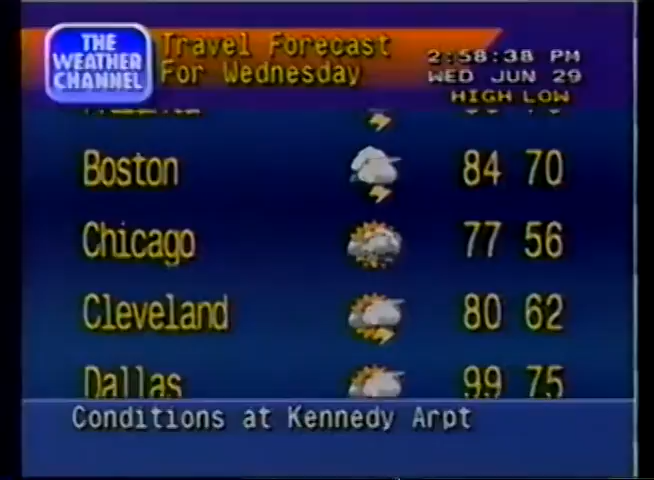 THE
WEATHER
CHANNEL
Travel Forecast
For Wednesday
2:58:38 PM
WED JUN 29
HIGH LOW
Boston 84 70
Chicago 77 56
Cleveland 80 62
Dallas 99 75
Conditions at Kennedy Arpt